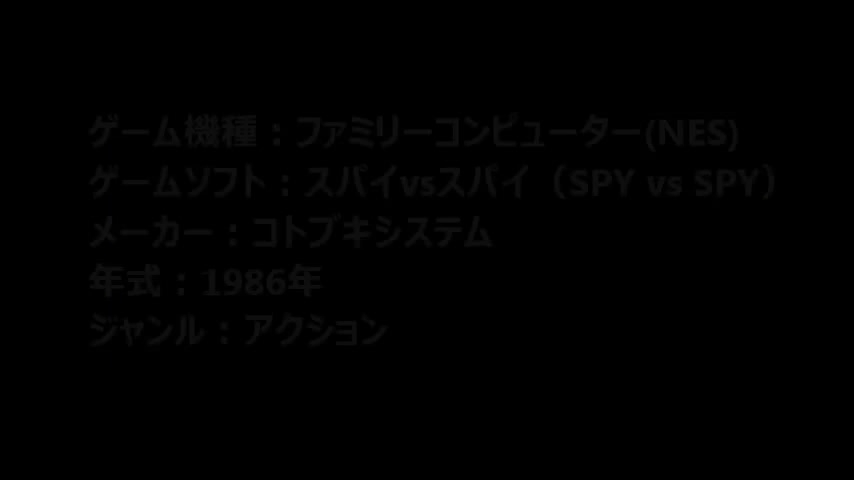 ゲーム機種：ファミリーコンピューター(NES)
ゲームソフト：スパイvsスパイ（SPY vs SPY）
メーカー：コトブキシステム
年式：1986年
ジャンル：アクション